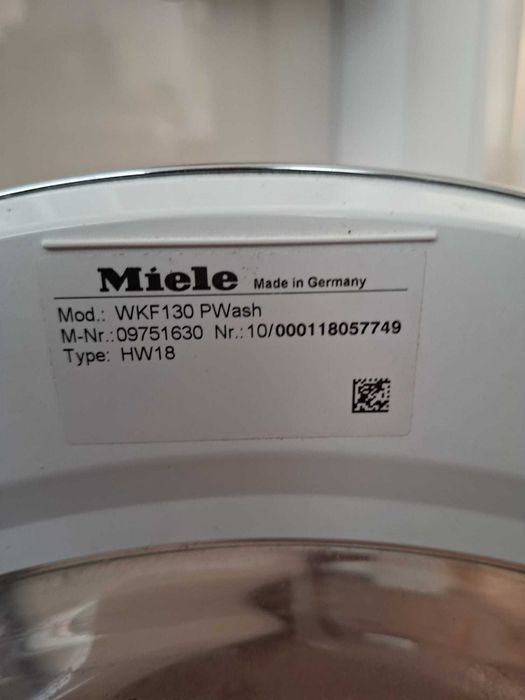 Miele Made in Germany
Mod.: WKF130 PWash
M-Nr.:09751630 Nr.:10/000118057749
Type: HW18